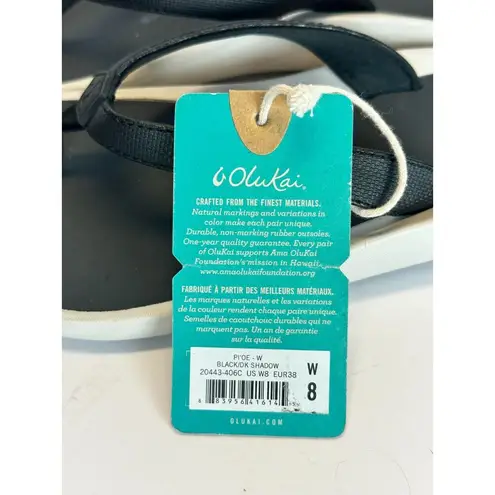 OluKai.
CRAFTED FROM THE FINEST MATERIALS.
Natural markings and variations in
color make each pair unique.
Durable, non-marking rubber outsoles.
One-year quality guarantee. Every pair
of OluKai supports Ama OluKai
Foundation's mission in Hawaii.
www.amaolukaifoundation.org
FABRIQUÉ À PARTIR DES MEILLEURS MATÉRIAUX.
Les marques naturelles et les variations
de la couleur rendent chaque paire unique.
Semelles de caoutchouc durables qui ne
marquent pas. Un an de garantie
sur la qualité.
PI'OE - W
BLACK/DK SHADOW
20443-406C US W8 EUR38
W
8
83956 41614
OLUKAI.COM